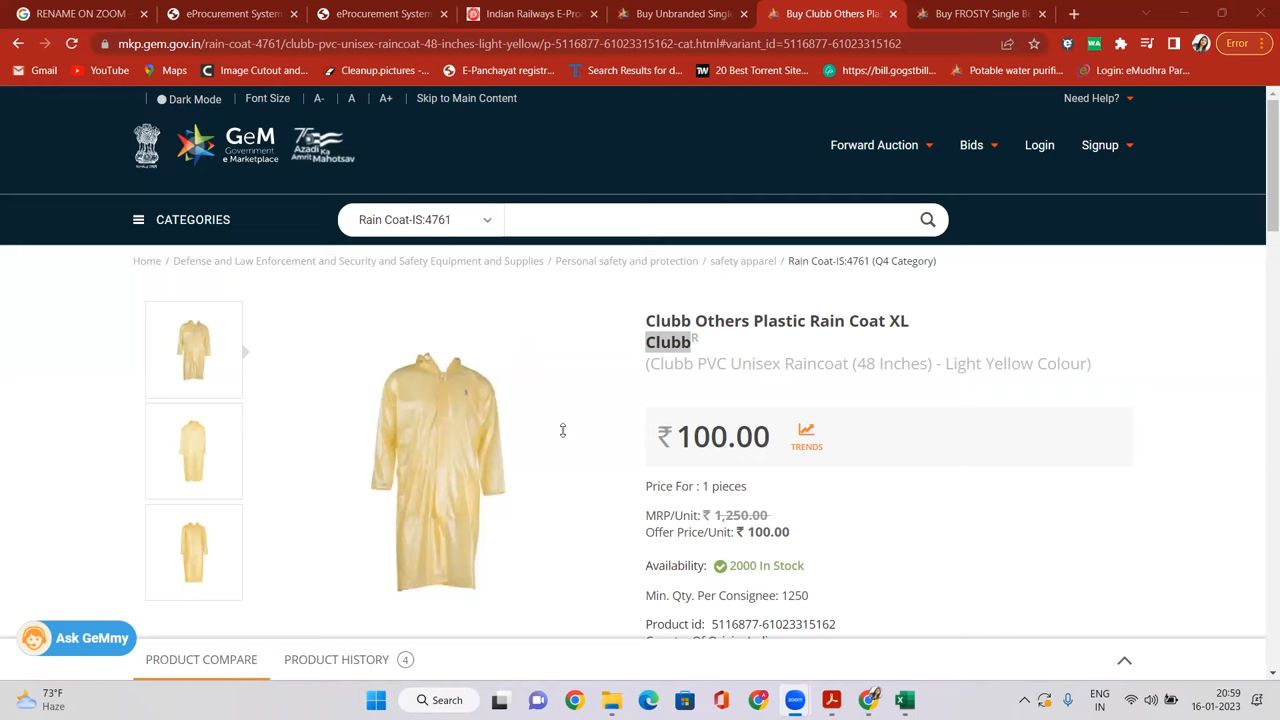 RENAME ON ZOOM -
eProcurement System
eProcurement System
Indian Railways E-Pro
Buy Unbranded Singl
Buy Clubb Others Pla
Buy FROSTY Single Bi
mkp.gem.gov.in/rain-coat-4761/clubb-pvc-unisex-raincoat-48-inches-light-yellow/p-5116877-61023315162-cat.html#variant_id=5116877-61023315162
WA
Error
Gmail
YouTube
Maps
Image Cutout an...
Cleanup.pictures -...
E-Panchayat registr...
Search Results for d...
20 Best Torrent Site...
https://bill.gogstbill...
Potable water purifi...
Login: eMudhra Par...
Dark Mode
Font Size
A-
A
A+
Skip to Main Content
Need Help?
GeM
Government
e Marketplace
75
Azadi Ka
Amrit Mahotsav
Forward Auction
Bids
Login
Signup
CATEGORIES
Rain Coat-IS:4761
Home / Defense and Law Enforcement and Security and Safety Equipment and Supplies / Personal safety and protection / safety apparel / Rain Coat-IS:4761 (Q4 Category)
Clubb Others Plastic Rain Coat XL
Clubb R
(Clubb PVC Unisex Raincoat (48 Inches) - Light Yellow Colour)
₹ 100.00
TRENDS
Price For : 1 pieces
MRP/Unit: ₹ 1,250.00
Offer Price/Unit: ₹ 100.00
Availability: 2000 In Stock
Min. Qty. Per Consignee: 1250
Product id: 5116877-61023315162
Ask GeMmy
PRODUCT COMPARE
PRODUCT HISTORY 4
73°F
Haze
Search
zoom
ENG
IN
20:59
16-01-2023